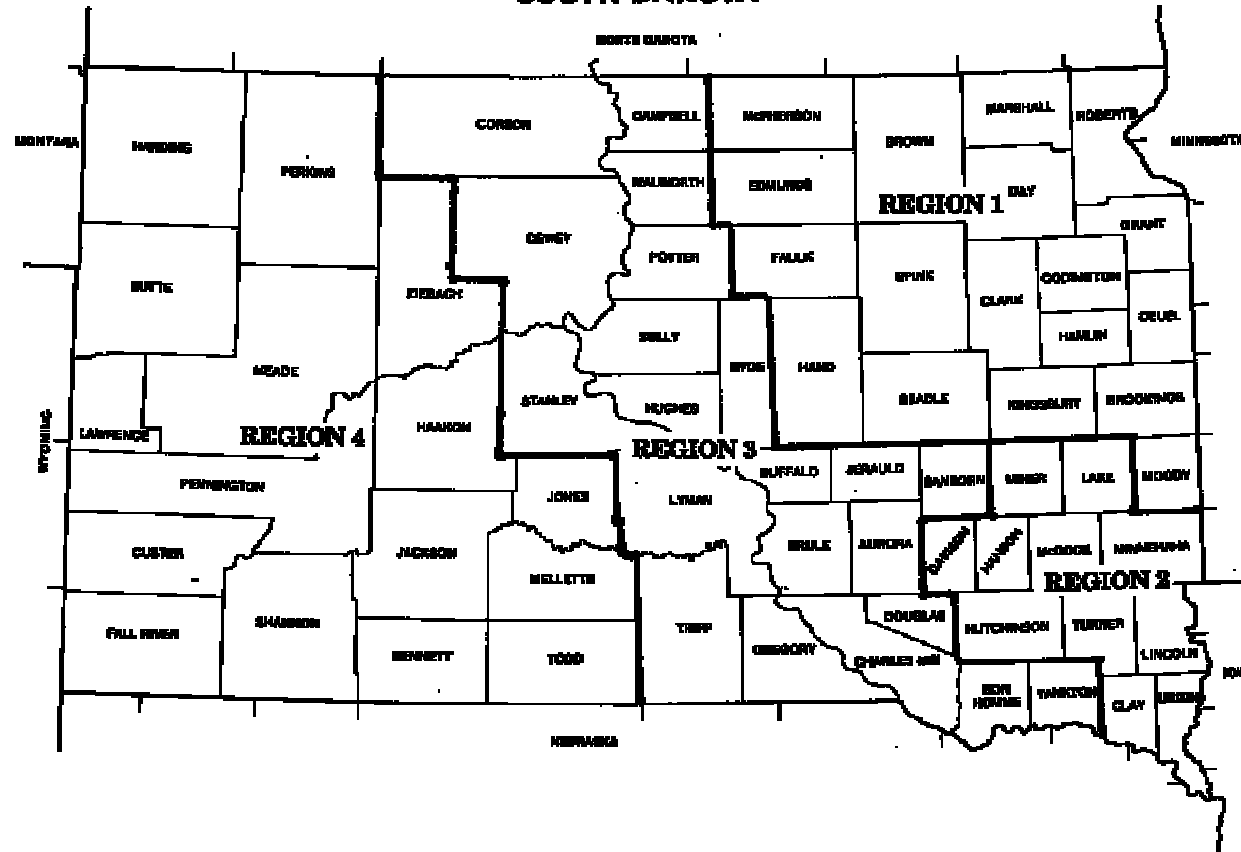 SOUTH DAKOTA
NORTH DAKOTA
MONTANA
HARDING
PERKINS
CORSON
CAMPBELL
McPHERSON
BROWN
MARSHALL
ROBERTS
MINNESOTA
WALWORTH
EDMUNDS
REGION 1
DAY
DEWEY
POTTER
FAULK
SPINK
GRANT
CODINGTON
CLARK
BUTTE
ZIEBACH
DEUEL
HAMLIN
SULLY
MEADE
HYDE
HAND
STANLEY
HUGHES
BEADLE
KINGSBURY
BROOKINGS
WYOMING
LAWRENCE
REGION 4
HAAKON
REGION 3
BUFFALO
JERAULD
SANBORN
MINER
LAKE
MOODY
PENNINGTON
JONES
LYMAN
CUSTER
JACKSON
BRULE
AURORA
DAVISON
HANSON
McCOOK
MINNEHAHA
MELLETTE
REGION 2
FALL RIVER
SHANNON
TRIPP
DOUGLAS
HUTCHINSON
TURNER
BENNETT
TODD
GREGORY
CHARLES MIX
LINCOLN
BON
HOMME
YANKTON
CLAY
UNION
NEBRASKA